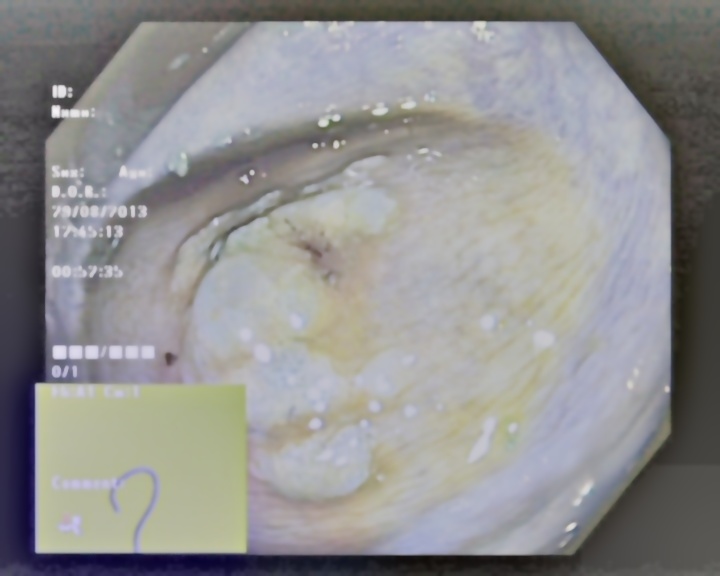 ID:
Name:
Sex: Age:
D.O.B.:
29/08/2013
17:45:13
00:57:35
■■■/■■■
0/1
Comment: